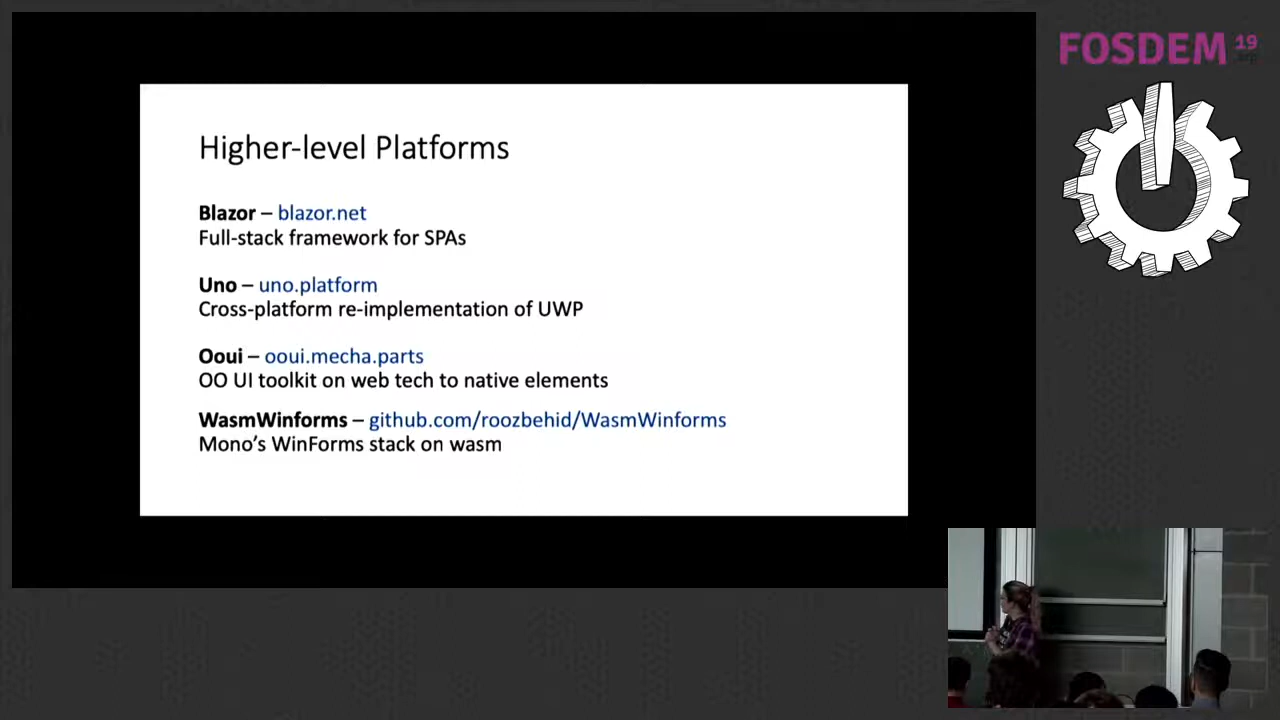 FOSDEM 19
.org
Higher-level Platforms
Blazor – blazor.net
Full-stack framework for SPAs
Uno – uno.platform
Cross-platform re-implementation of UWP
Ooui – ooui.mecha.parts
OO UI toolkit on web tech to native elements
WasmWinforms – github.com/roozbehid/WasmWinforms
Mono’s WinForms stack on wasm